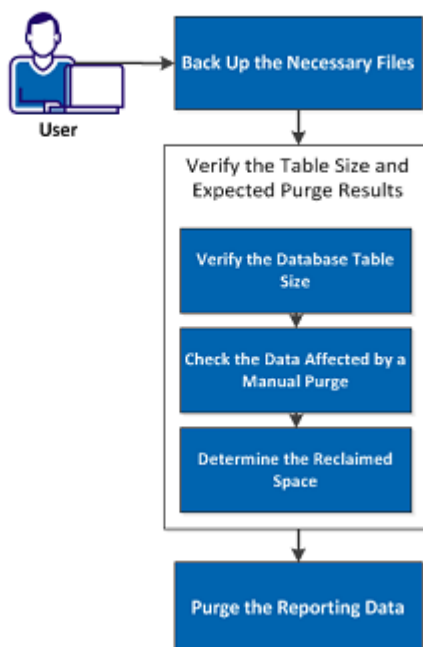 Back Up the Necessary Files
User
Verify the Table Size and
Expected Purge Results
Verify the Database Table
Size
Check the Data Affected by a
Manual Purge
Determine the Reclaimed
Space
Purge the Reporting Data